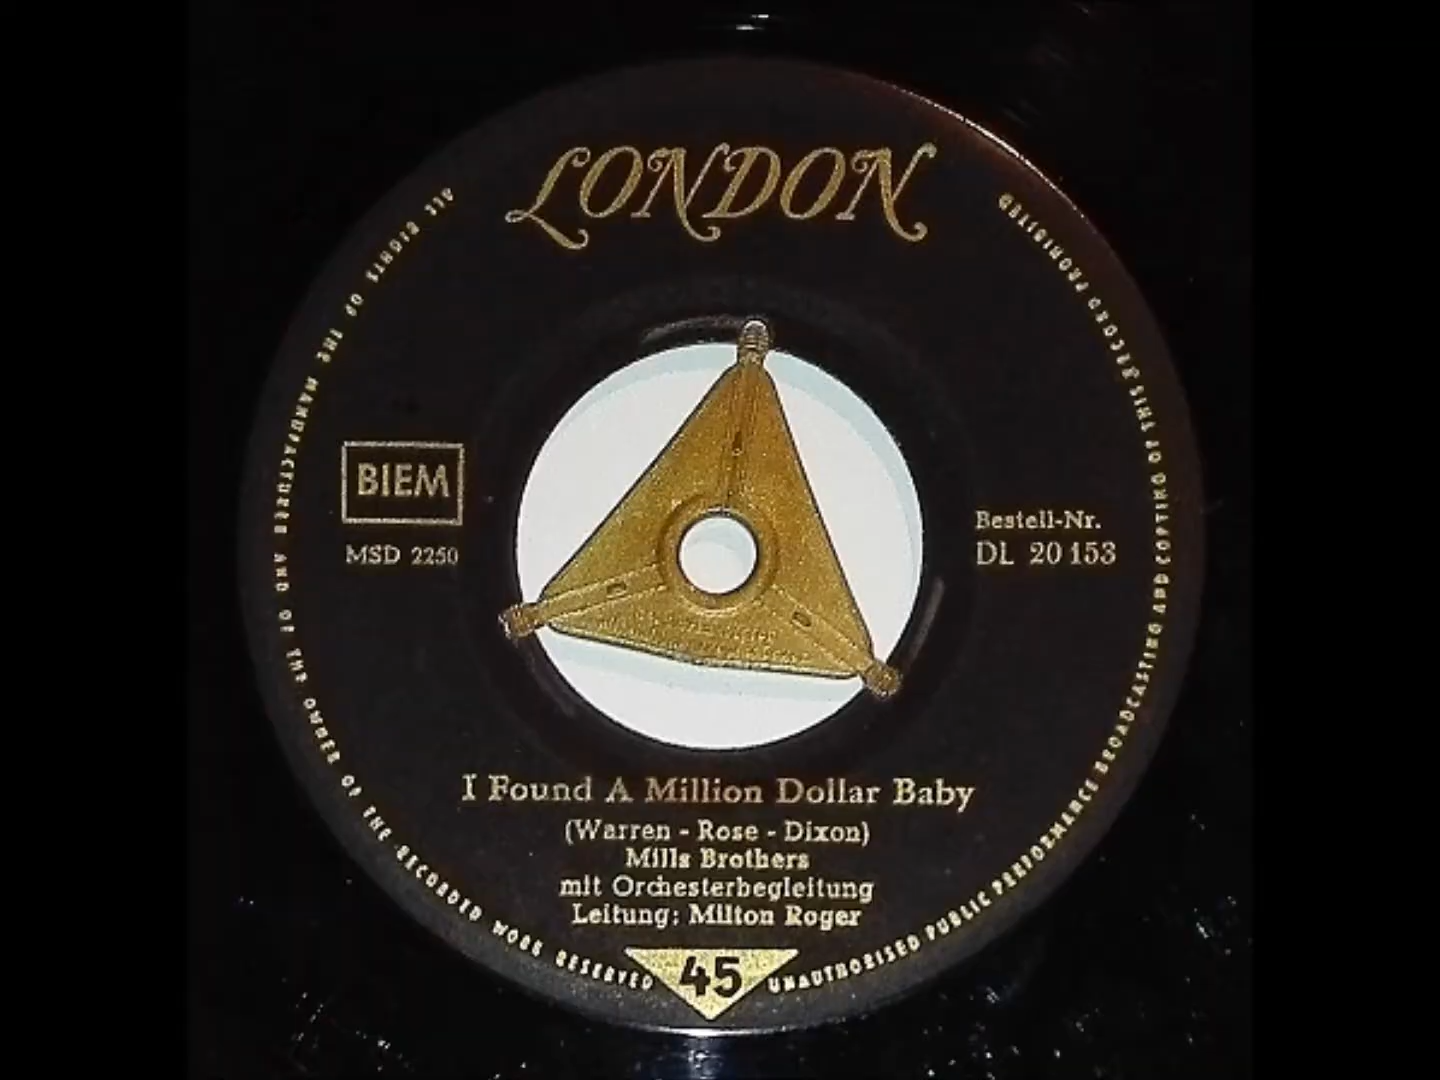 LONDON
ALL RIGHTS OF THE MANUFACTURER AND OF THE OWNER OF THE RECORDED WORK RESERVED
UNAUTHORISED PUBLIC PERFORMANCE BROADCASTING AND COPYING OF THIS RECORD PROHIBITED
BIEM
MSD 2250
Bestell-Nr.
DL 20 153
I Found A Million Dollar Baby
(Warren - Rose - Dixon)
Mills Brothers
mit Orchesterbegleitung
Leitung: Milton Roger
45